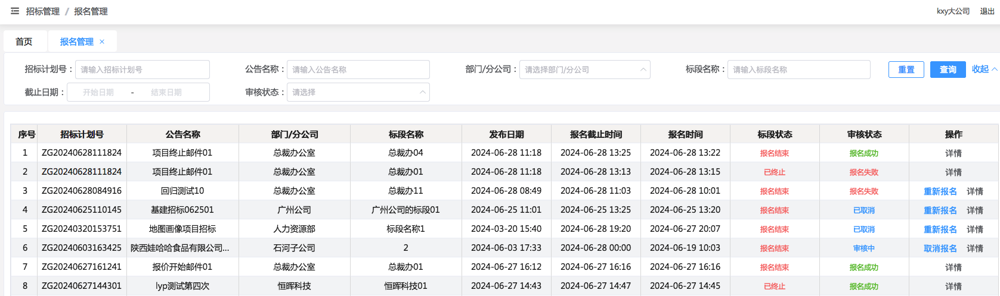 招标管理 / 报名管理 kxy大公司 退出
首页 报名管理 ×
招标计划号： 请输入招标计划号 公告名称： 请输入公告名称 部门/分公司： 请选择部门/分公司 标段名称： 请输入标段名称 重置 查询 收起
截止日期： 开始日期 - 结束日期 审核状态： 请选择
序号 招标计划号 公告名称 部门/分公司 标段名称 发布日期 报名截止时间 报名时间 标段状态 审核状态 操作
1 ZG20240628111824 项目终止邮件01 总裁办公室 总裁办04 2024-06-28 11:18 2024-06-28 13:25 2024-06-28 13:22 报名结束 报名成功 详情
2 ZG20240628111824 项目终止邮件01 总裁办公室 总裁办01 2024-06-28 11:18 2024-06-28 13:13 2024-06-28 13:15 已终止 报名失败 详情
3 ZG20240628084916 回归测试10 总裁办公室 总裁办11 2024-06-28 08:49 2024-06-28 11:03 2024-06-28 10:01 报名结束 报名失败 重新报名 详情
4 ZG20240625110145 基建招标062501 广州公司 广州公司的标段01 2024-06-25 11:01 2024-06-25 13:25 2024-06-25 13:20 报名结束 已取消 重新报名 详情
5 ZG20240320153751 地图画像项目招标 人力资源部 标段名称1 2024-03-20 15:40 2024-06-28 19:20 2024-06-27 20:07 报名结束 已取消 重新报名 详情
6 ZG20240603163425 陕西娃哈哈食品有限公司... 石河子公司 2 2024-06-03 17:33 2024-06-28 00:00 2024-06-19 10:03 报名结束 审核中 取消报名 详情
7 ZG20240627161241 报价开始邮件01 总裁办公室 总裁办01 2024-06-27 16:12 2024-06-27 16:16 2024-06-27 16:16 报名结束 报名成功 详情
8 ZG20240627144301 lyp测试第四次 恒晖科技 恒晖科技01 2024-06-27 14:43 2024-06-27 14:47 2024-06-27 14:45 已终止 报名成功 详情